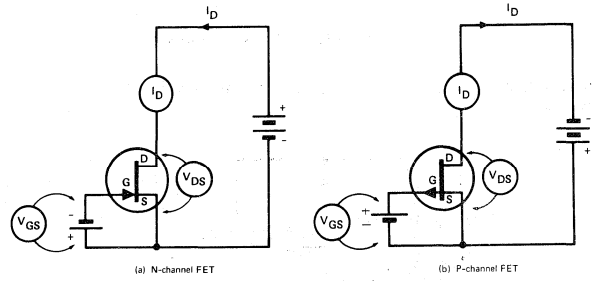 I_D
I_D
+
-
D
G
S
V_DS
V_GS
-
+
(a) N-channel FET
I_D
I_D
-
+
D
G
S
V_DS
V_GS
+
-
(b) P-channel FET